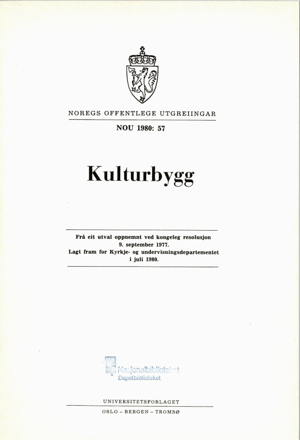 NOREGS OFFENTLEGE UTGREIINGAR
NOU 1980: 57
Kulturbygg
Frå eit utval oppnemnt ved kongeleg resolusjon
9. september 1977.
Lagt fram for Kyrkje- og undervisningsdepartementet
i juli 1980.
Nasjonalbiblioteket
Depotbiblioteket
UNIVERSITETSFORLAGET
OSLO – BERGEN – TROMSØ